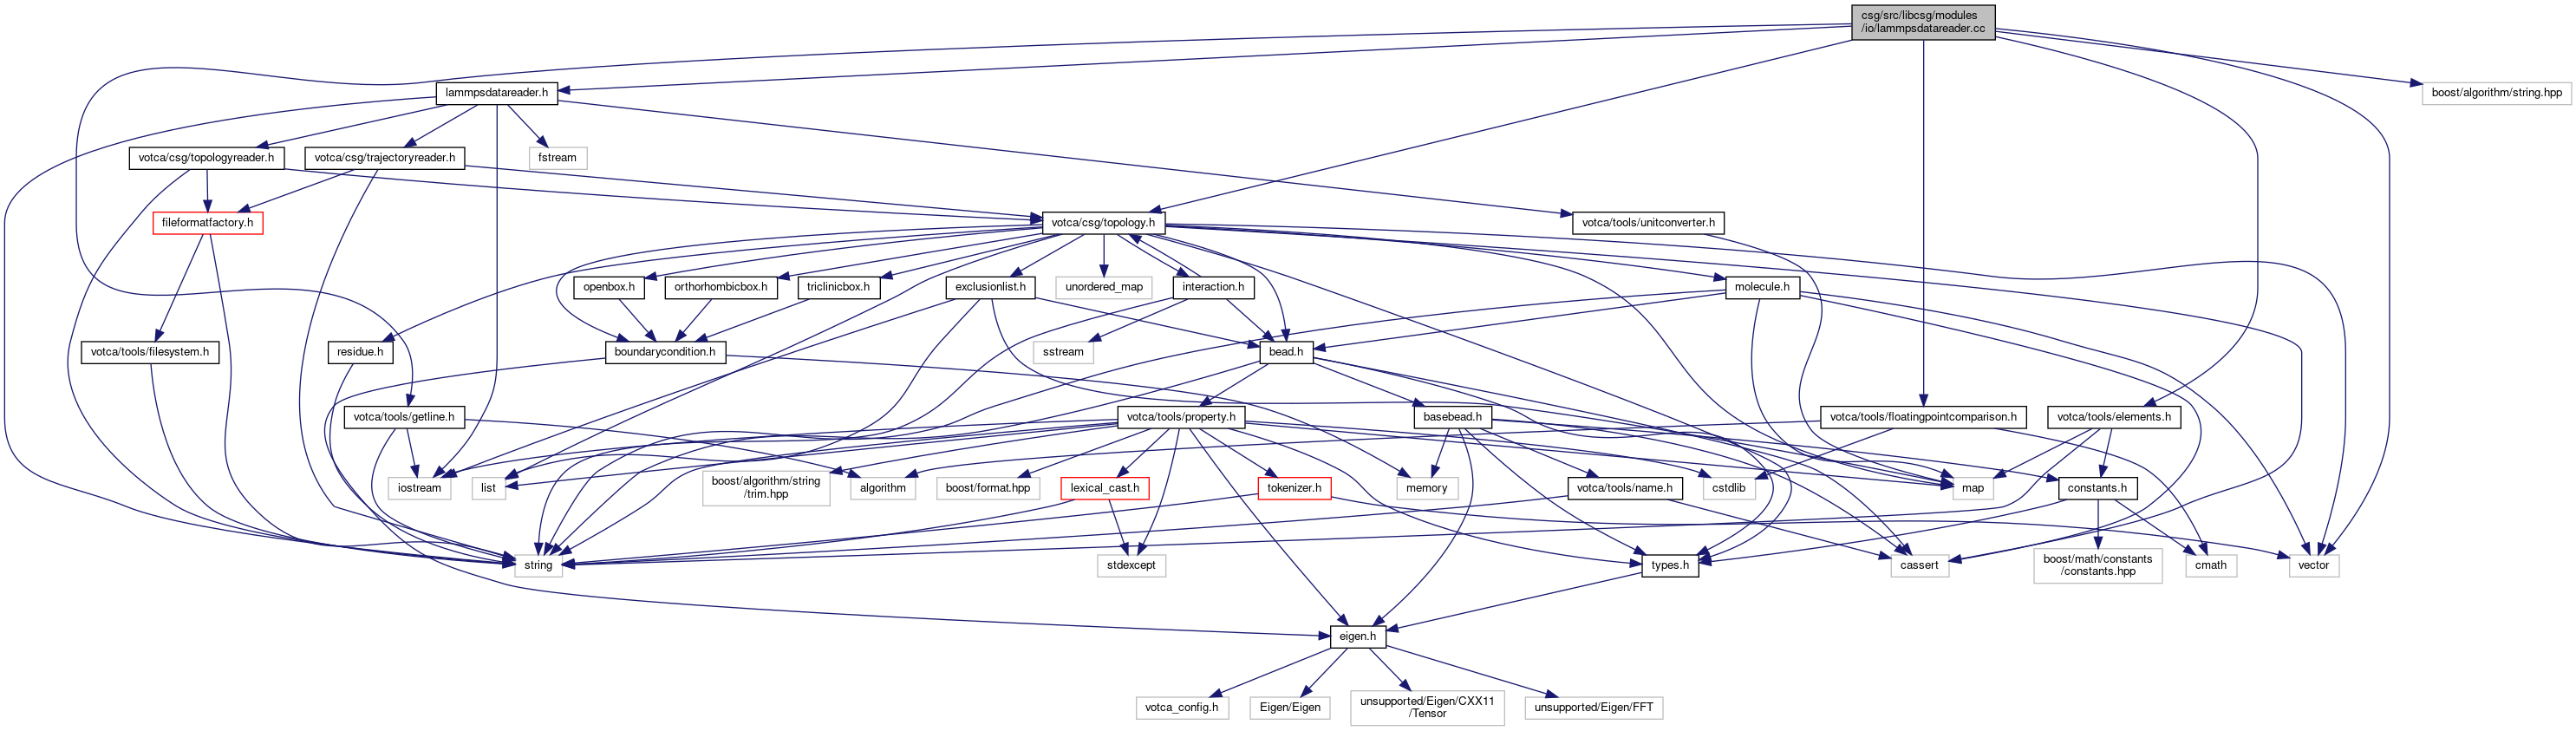 csg/src/libcsg/modules
/io/lammpsdatareader.cc
lammpsdatareader.h
boost/algorithm/string.hpp
votca/csg/topologyreader.h
votca/csg/trajectoryreader.h
fstream
fileformatfactory.h
votca/csg/topology.h
votca/tools/unitconverter.h
openbox.h
orthorhombicbox.h
triclinicbox.h
exclusionlist.h
unordered_map
interaction.h
molecule.h
votca/tools/filesystem.h
residue.h
boundarycondition.h
sstream
bead.h
votca/tools/getline.h
votca/tools/property.h
basebead.h
votca/tools/floatingpointcomparison.h
votca/tools/elements.h
iostream
list
boost/algorithm/string
/trim.hpp
algorithm
boost/format.hpp
lexical_cast.h
tokenizer.h
memory
votca/tools/name.h
cstdlib
map
constants.h
string
stdexcept
types.h
cassert
boost/math/constants
/constants.hpp
cmath
vector
eigen.h
votca_config.h
Eigen/Eigen
unsupported/Eigen/CXX11
/Tensor
unsupported/Eigen/FFT